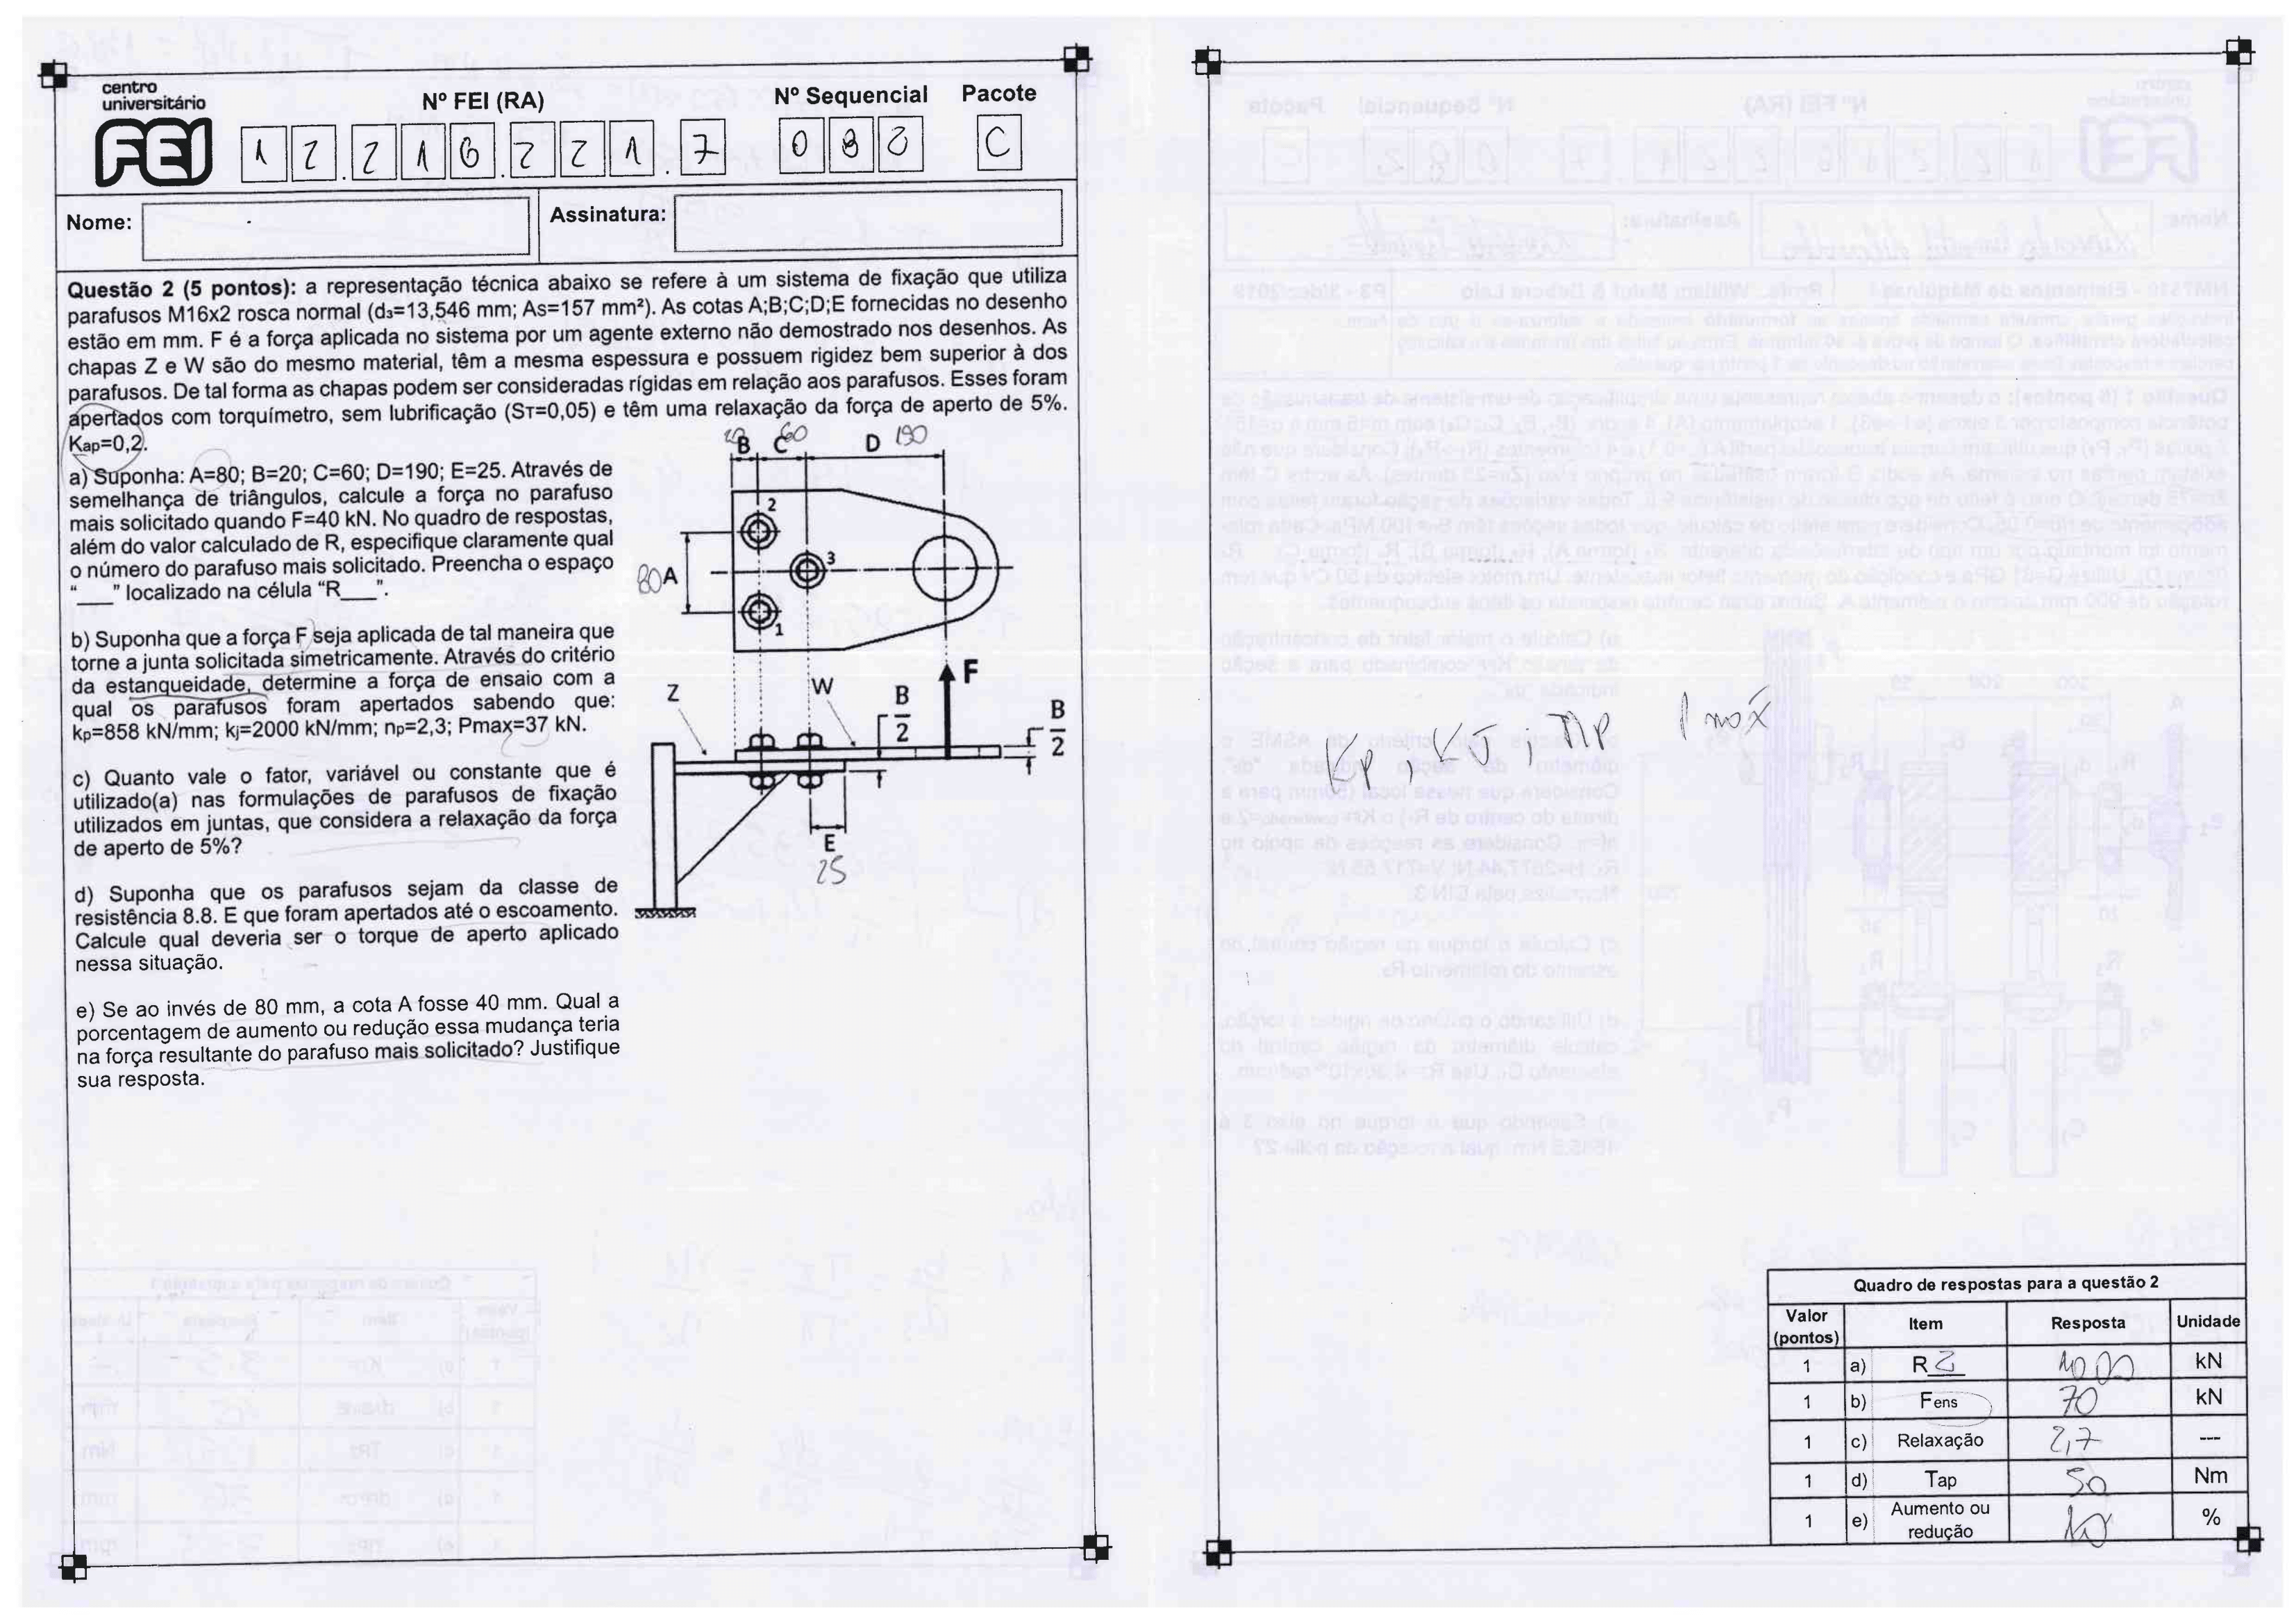 centro
universitário
FEI
Nº FEI (RA)
Nº Sequencial
Pacote
1 2 . 2 1 6 . 2 2 1 . 7
0 8 2
C
Nome:
Assinatura:
Questão 2 (5 pontos): a representação técnica abaixo se refere à um sistema de fixação que utiliza
parafusos M16x2 rosca normal (d₃=13,546 mm; As=157 mm²). As cotas A;B;C;D;E fornecidas no desenho
estão em mm. F é a força aplicada no sistema por um agente externo não demostrado nos desenhos. As
chapas Z e W são do mesmo material, têm a mesma espessura e possuem rigidez bem superior à dos
parafusos. De tal forma as chapas podem ser consideradas rígidas em relação aos parafusos. Esses foram
apertados com torquímetro, sem lubrificação (Sᴛ=0,05) e têm uma relaxação da força de aperto de 5%.
Kap=0,2.
a) Suponha: A=80; B=20; C=60; D=190; E=25. Através de
semelhança de triângulos, calcule a força no parafuso
mais solicitado quando F=40 kN. No quadro de respostas,
além do valor calculado de R, especifique claramente qual
o número do parafuso mais solicitado. Preencha o espaço
"___" localizado na célula "R___".
b) Suponha que a força F seja aplicada de tal maneira que
torne a junta solicitada simetricamente. Através do critério
da estanqueidade, determine a força de ensaio com a
qual os parafusos foram apertados sabendo que:
kp=858 kN/mm; kj=2000 kN/mm; np=2,3; Pmax=37 kN.
c) Quanto vale o fator, variável ou constante que é
utilizado(a) nas formulações de parafusos de fixação
utilizados em juntas, que considera a relaxação da força
de aperto de 5%?
d) Suponha que os parafusos sejam da classe de
resistência 8.8. E que foram apertados até o escoamento.
Calcule qual deveria ser o torque de aperto aplicado
nessa situação.
e) Se ao invés de 80 mm, a cota A fosse 40 mm. Qual a
porcentagem de aumento ou redução essa mudança teria
na força resultante do parafuso mais solicitado? Justifique
sua resposta.
20 60 190
B C D
2
3
80 A
1
F
Z
W
B
2
B
2
E
25
Kp, KJ ; np Pmax
Quadro de respostas para a questão 2
Valor (pontos) Item Resposta Unidade
1 a) R 2 kN
1 b) Fens 70 kN
1 c) Relaxação 2,7 ---
1 d) Tap 50 Nm
1 e) Aumento ou redução 10 %